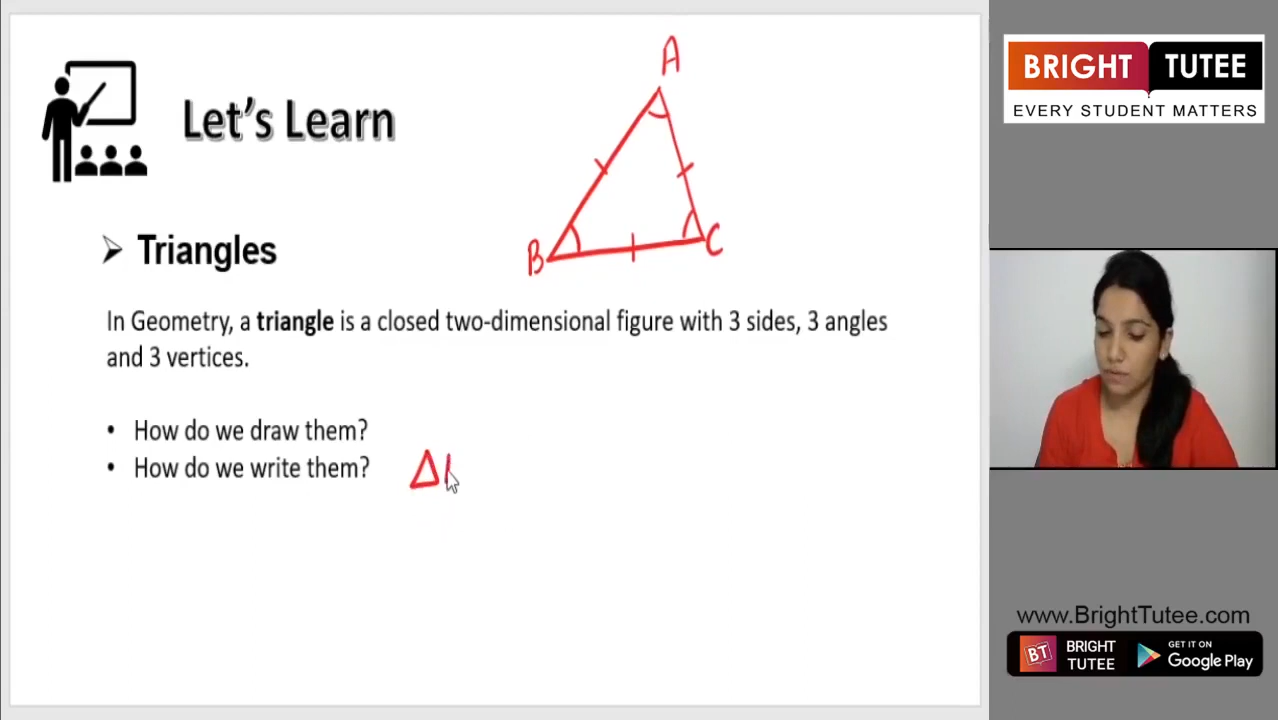 A
Let's Learn
B
C
➢ Triangles
In Geometry, a triangle is a closed two-dimensional figure with 3 sides, 3 angles
and 3 vertices.
• How do we draw them?
• How do we write them? Δ
BRIGHT TUTEE
EVERY STUDENT MATTERS
www.BrightTutee.com
BT
BRIGHT
TUTEE
GET IT ON
Google Play